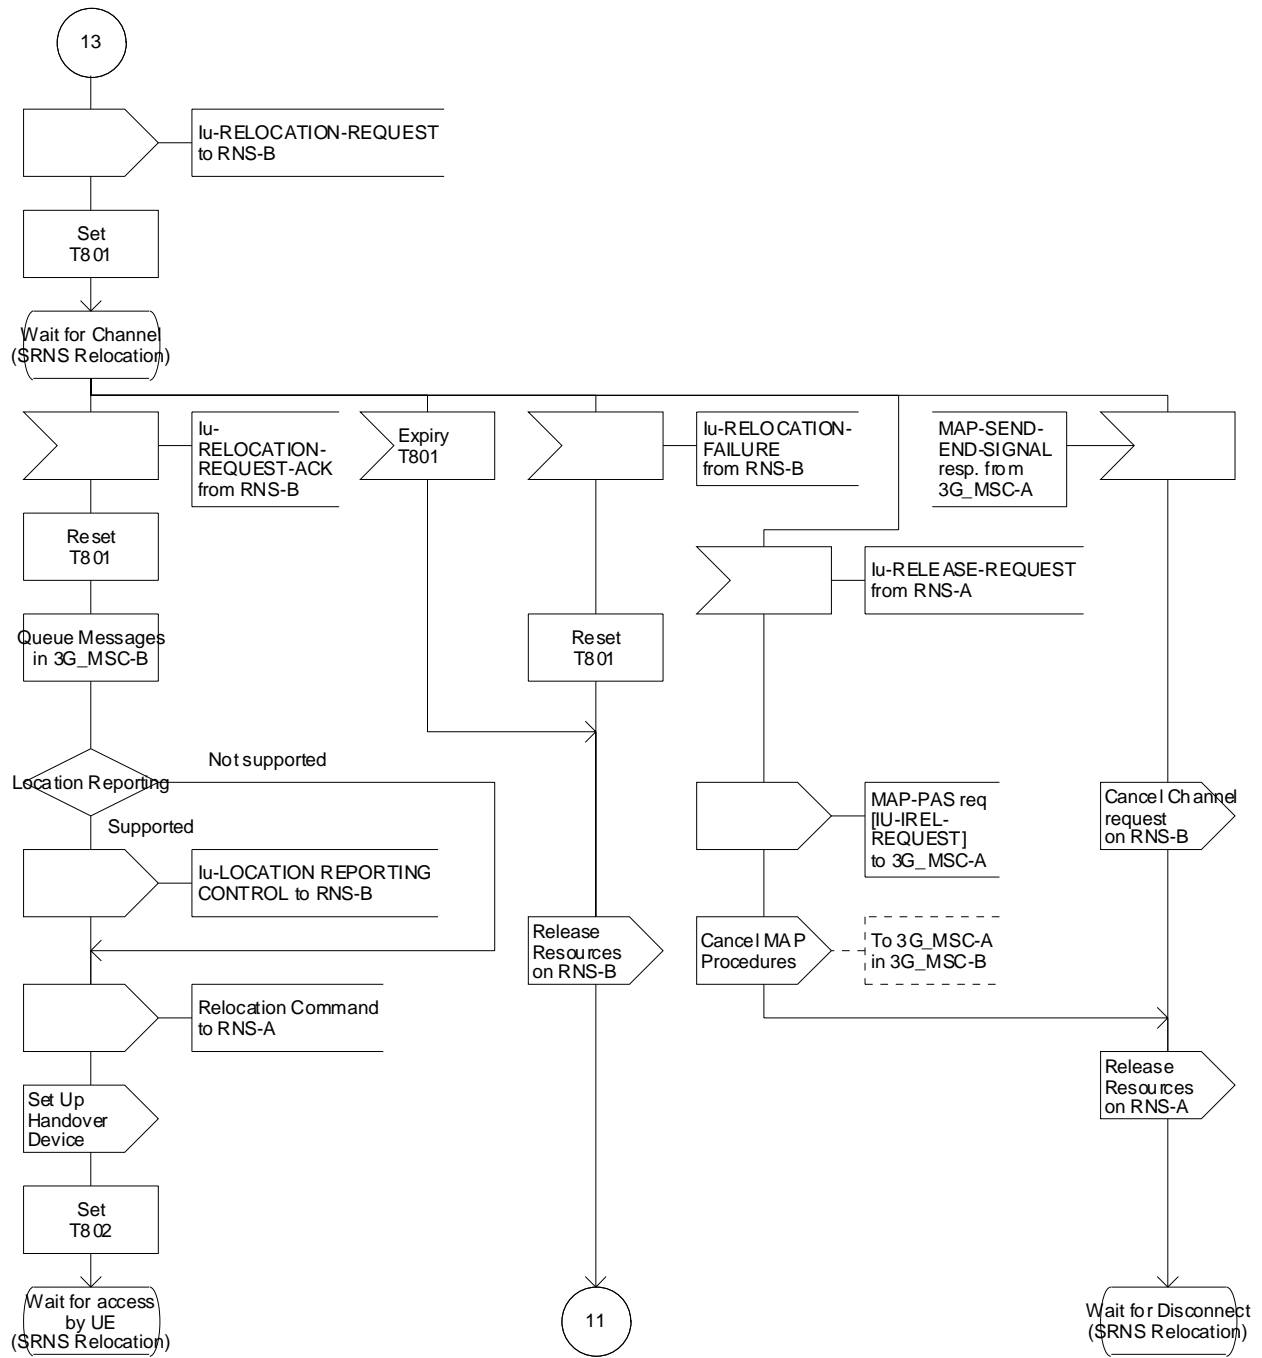 13
Iu-RELOCATION-REQUEST
to RNS-B
Set
T801
Wait for Channel
(SRNS Relocation)
Iu-
RELOCATION-
REQUEST-ACK
from RNS-B
Expiry
T801
Iu-RELOCATION-
FAILURE
from RNS-B
MAP-SEND-
END-SIGNAL
resp. from
3G_MSC-A
Reset
T801
Iu-RELEASE-REQUEST
from RNS-A
Queue Messages
in 3G_MSC-B
Reset
T801
Location Reporting
Not supported
Supported
MAP-PAS req
[IU-IREL-
REQUEST]
to 3G_MSC-A
Cancel Channel
request
on RNS-B
Iu-LOCATION REPORTING
CONTROL to RNS-B
Release
Resources
on RNS-B
Cancel MAP
Procedures
To 3G_MSC-A
in 3G_MSC-B
Relocation Command
to RNS-A
Release
Resources
on RNS-A
Set Up
Handover
Device
Set
T802
Wait for access
by UE
(SRNS Relocation)
11
Wait for Disconnect
(SRNS Relocation)